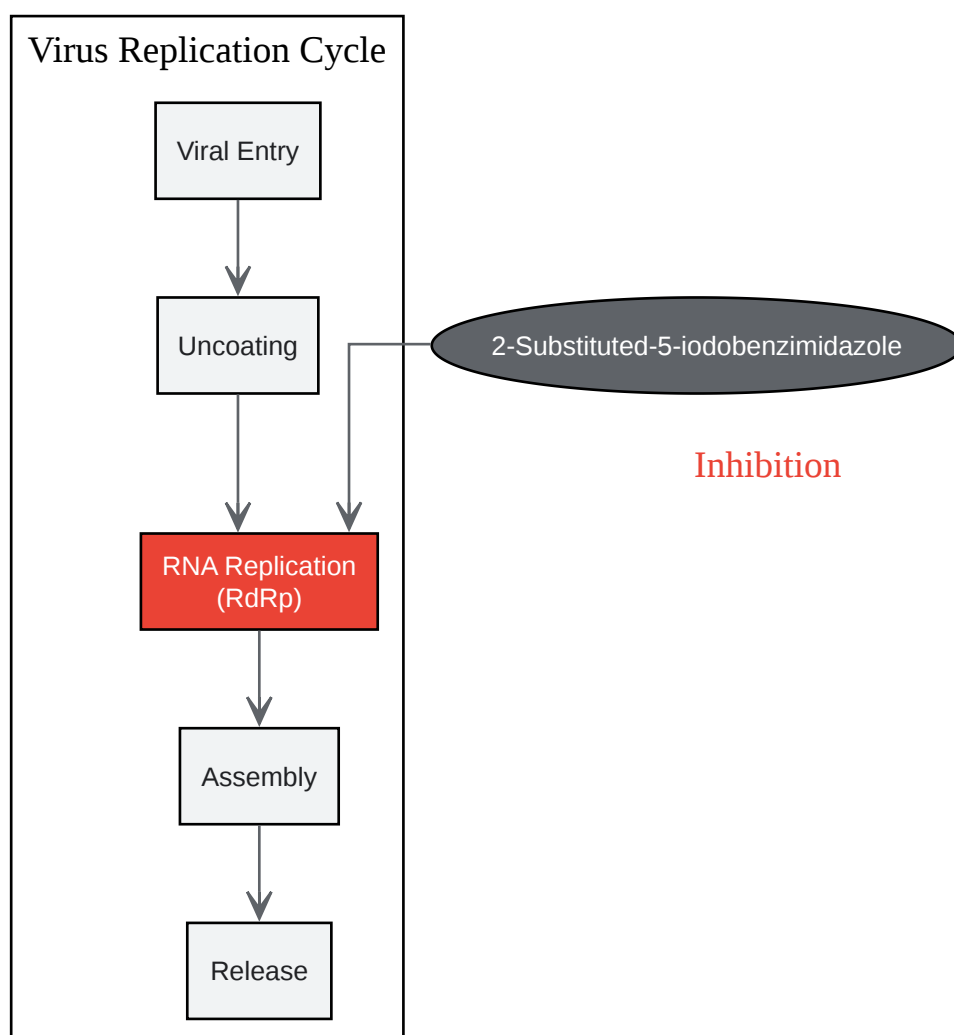 Virus Replication Cycle
Viral Entry
Uncoating
2-Substituted-5-iodobenzimidazole
Inhibition
RNA Replication
(RdRp)
Assembly
Release